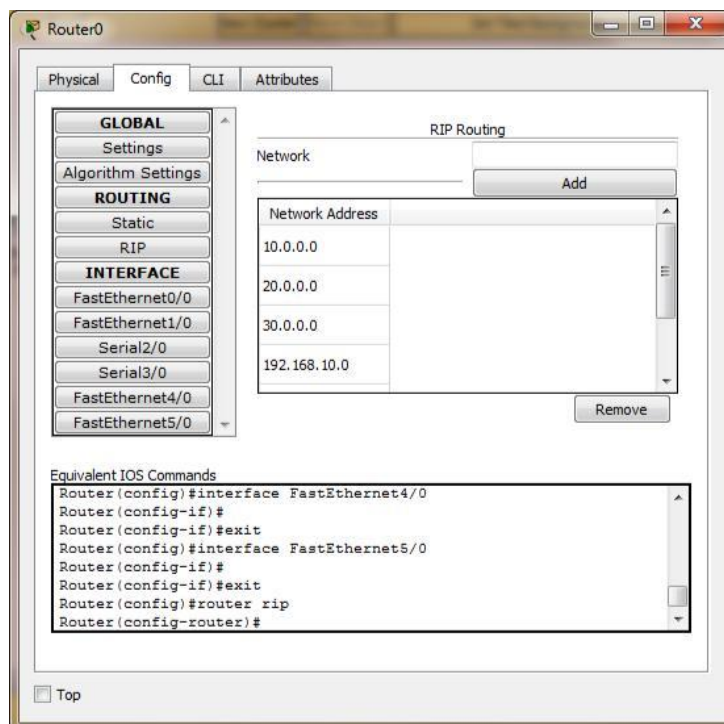 Router0
Physical Config CLI Attributes
GLOBAL
Settings
Algorithm Settings
ROUTING
Static
RIP
INTERFACE
FastEthernet0/0
FastEthernet1/0
Serial2/0
Serial3/0
FastEthernet4/0
FastEthernet5/0
RIP Routing
Network
Add
Network Address
10.0.0.0
20.0.0.0
30.0.0.0
192.168.10.0
Remove
Equivalent IOS Commands
Router(config)#interface FastEthernet4/0
Router(config-if)#
Router(config-if)#exit
Router(config)#interface FastEthernet5/0
Router(config-if)#
Router(config-if)#exit
Router(config)#router rip
Router(config-router)#
Top